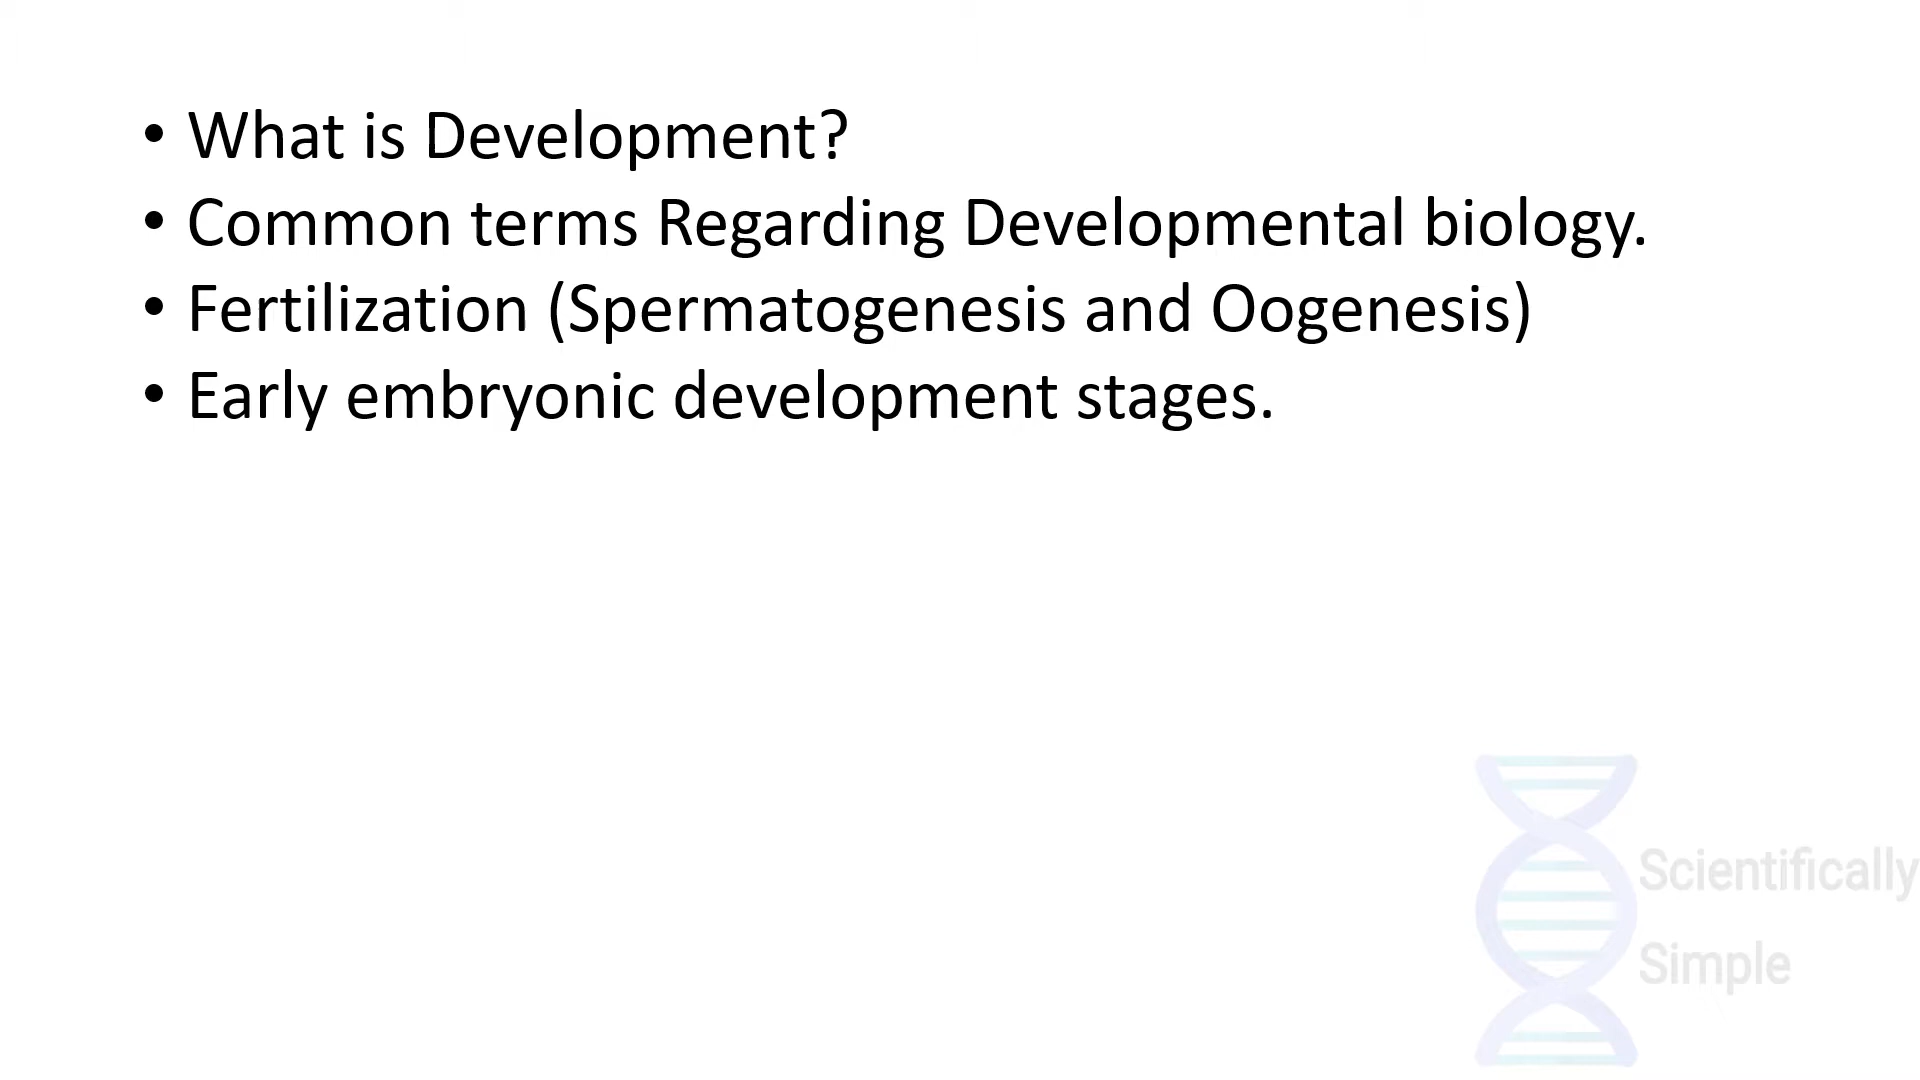 • What is Development?
• Common terms Regarding Developmental biology.
• Fertilization (Spermatogenesis and Oogenesis)
• Early embryonic development stages.
Scientifically
Simple